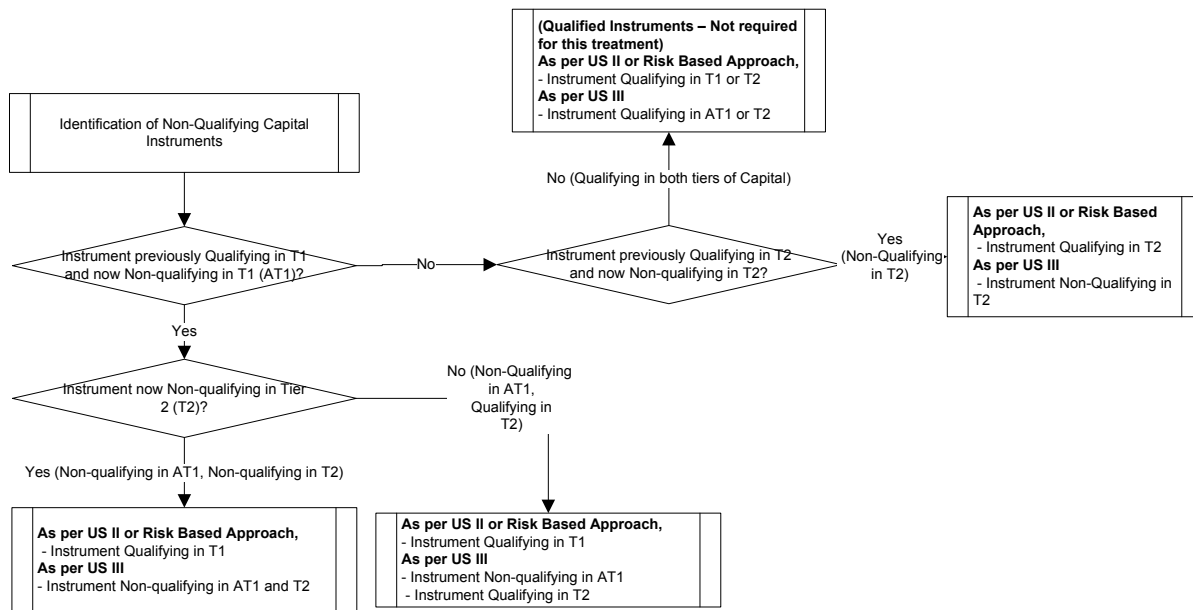 (Qualified Instruments – Not required
for this treatment)
As per US II or Risk Based Approach,
- Instrument Qualifying in T1 or T2
As per US III
- Instrument Qualifying in AT1 or T2
Identification of Non-Qualifying Capital
Instruments
No (Qualifying in both tiers of Capital)
Instrument previously Qualifying in T1
and now Non-qualifying in T1 (AT1)?
No
Instrument previously Qualifying in T2
and now Non-qualifying in T2?
Yes
(Non-Qualifying
in T2)
As per US II or Risk Based
Approach,
- Instrument Qualifying in T2
As per US III
- Instrument Non-Qualifying in
T2
Yes
Instrument now Non-qualifying in Tier
2 (T2)?
No (Non-Qualifying
in AT1,
Qualifying in
T2)
Yes (Non-qualifying in AT1, Non-qualifying in T2)
As per US II or Risk Based Approach,
- Instrument Qualifying in T1
As per US III
- Instrument Non-qualifying in AT1 and T2
As per US II or Risk Based Approach,
- Instrument Qualifying in T1
As per US III
- Instrument Non-qualifying in AT1
- Instrument Qualifying in T2